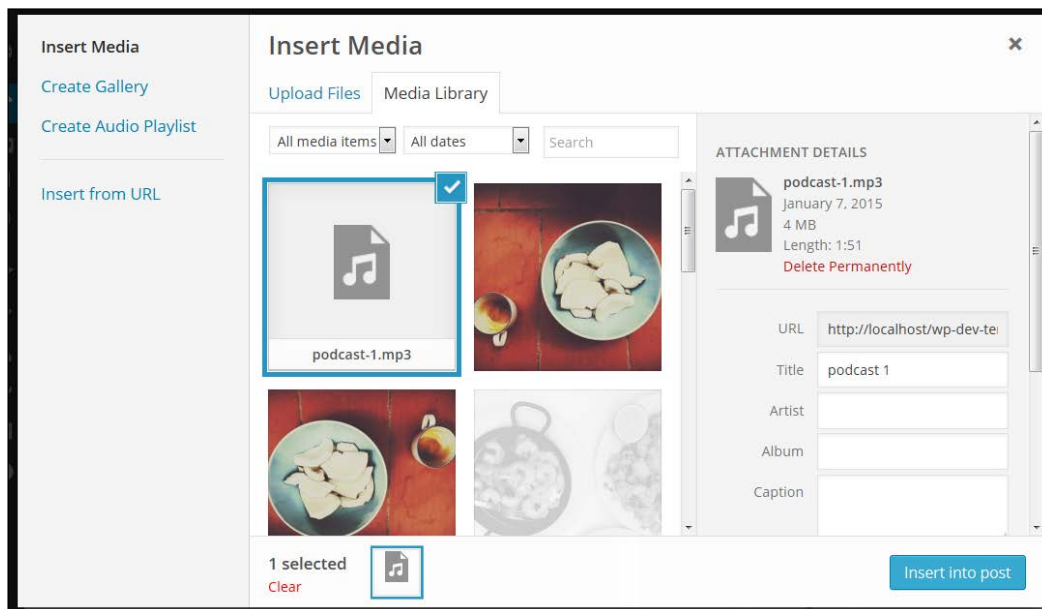 Insert Media
Create Gallery
Create Audio Playlist
Insert from URL
Insert Media
Upload Files
Media Library
All media items
All dates
Search
podcast-1.mp3
ATTACHMENT DETAILS
podcast-1.mp3
January 7, 2015
4 MB
Length: 1:51
Delete Permanently
URL
http://localhost/wp-dev-te
Title
podcast 1
Artist
Album
Caption
1 selected
Clear
Insert into post